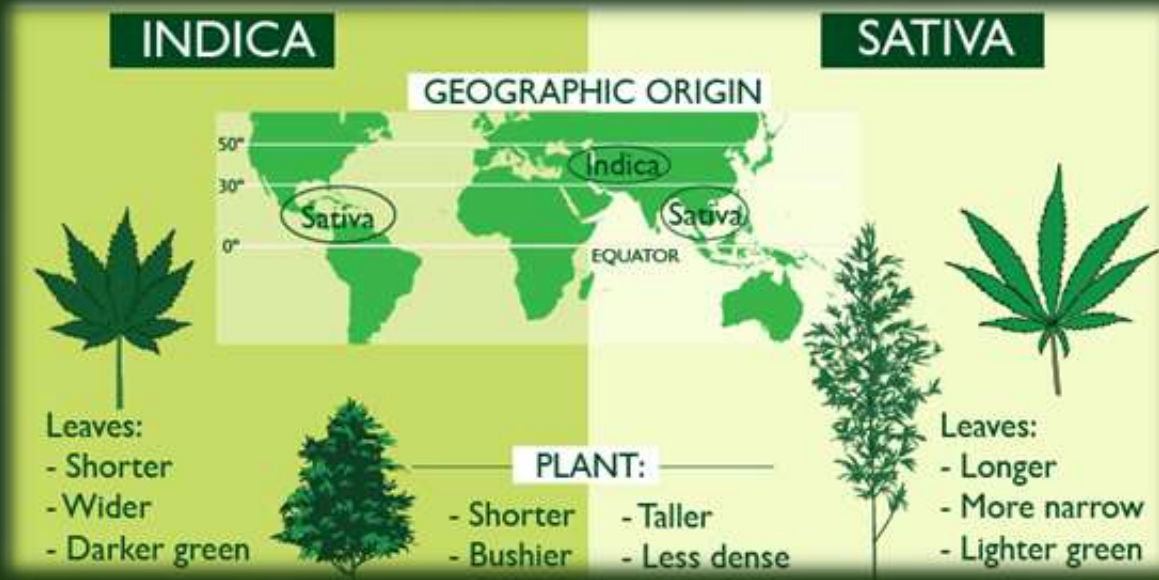 INDICA
SATIVA
GEOGRAPHIC ORIGIN
50°
30°
0°
Indica
Sativa
Sativa
EQUATOR
Leaves:
- Shorter
- Wider
- Darker green
PLANT:
- Shorter
- Bushier
- Taller
- Less dense
Leaves:
- Longer
- More narrow
- Lighter green